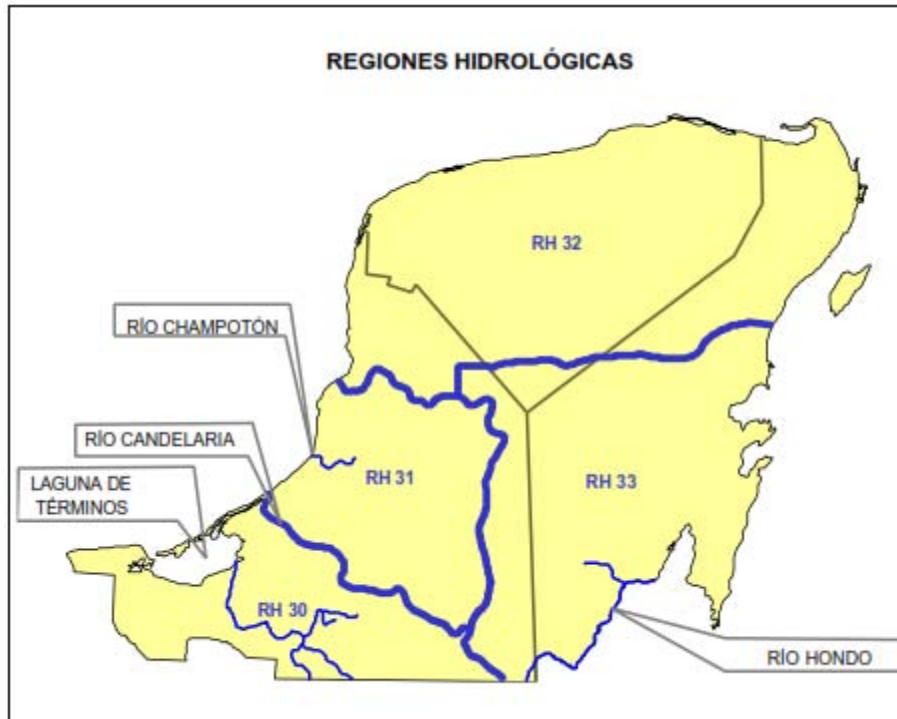 REGIONES HIDROLÓGICAS
RH 32
RÍO CHAMPOTÓN
RÍO CANDELARIA
LAGUNA DE
TÉRMINOS
RH 31
RH 33
RH 30
RÍO HONDO